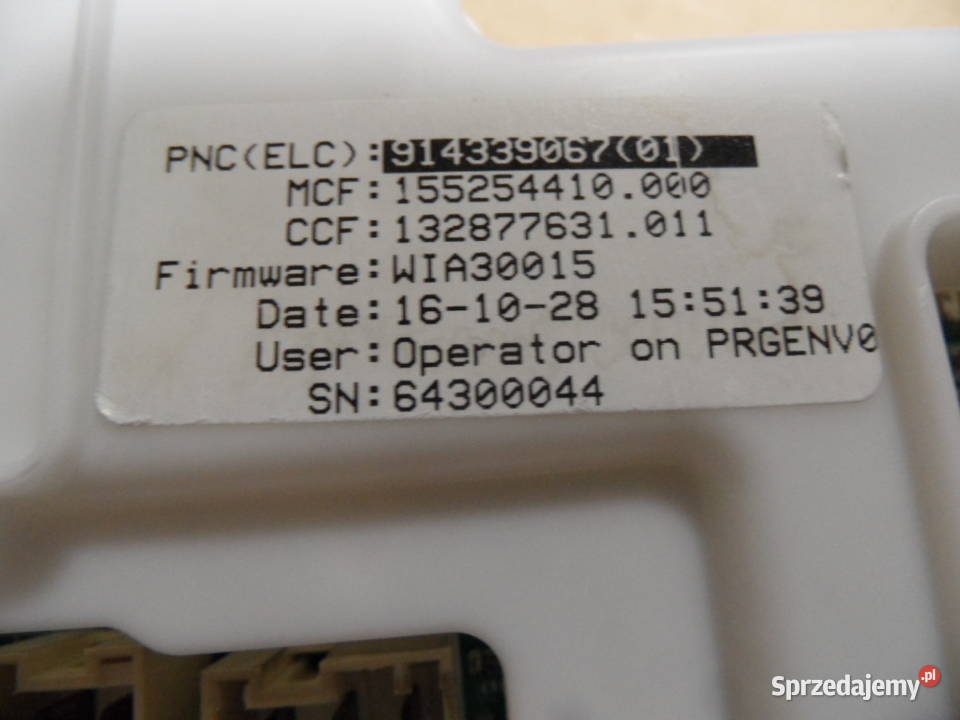 PNC(ELC):914339067(01)
MCF:155254410.000
CCF:132877631.011
Firmware:WIA30015
Date:16-10-28 15:51:39
User:Operator on PRGENV0
SN:64300044
Sprzedajemy.pl